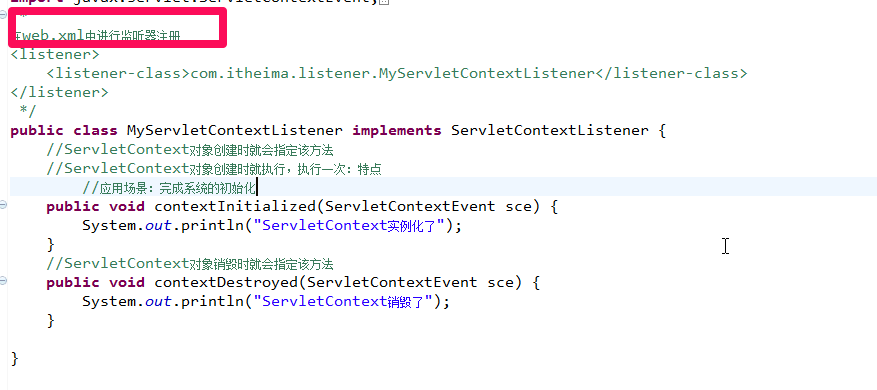 import javax.servlet.ServletContextEvent;
*
在web.xml中进行监听器注册
<listener>
<listener-class>com.itheima.listener.MyServletContextListener</listener-class>
</listener>
*/
public class MyServletContextListener implements ServletContextListener {
//ServletContext对象创建时就会指定该方法
//ServletContext对象创建时就执行，执行一次：特点
//应用场景：完成系统的初始化
public void contextInitialized(ServletContextEvent sce) {
System.out.println("ServletContext实例化了");
}
//ServletContext对象销毁时就会指定该方法
public void contextDestroyed(ServletContextEvent sce) {
System.out.println("ServletContext销毁了");
}
}